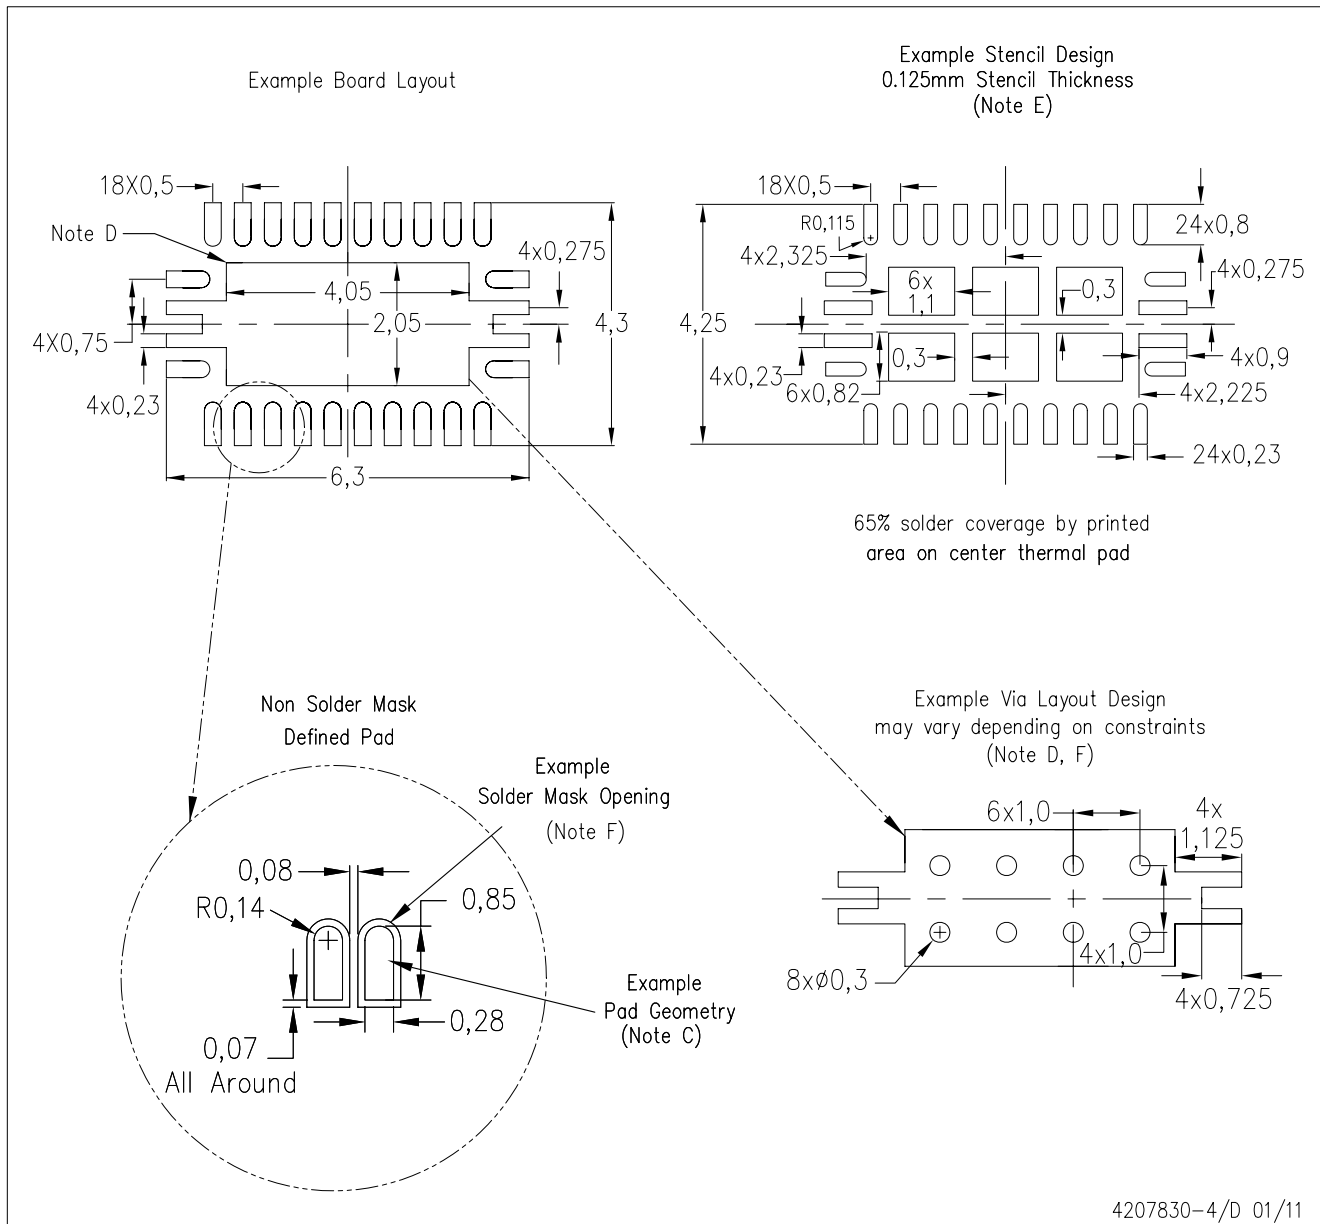 Example Board Layout
Example Stencil Design
0.125mm Stencil Thickness
(Note E)
18X0,5
Note D
4x0,275
4,05
2,05
4,3
4X0,75
4x0,23
6,3
18X0,5
R0,115
24x0,8
4x2,325
4x0,275
6x
1,1
0,3
4,25
0,3
4x0,23
4x0,9
6x0,82
4x2,225
24x0,23
65% solder coverage by printed
area on center thermal pad
Non Solder Mask
Defined Pad
Example
Solder Mask Opening
(Note F)
0,08
R0,14
0,85
Example
Pad Geometry
(Note C)
0,28
0,07
All Around
Example Via Layout Design
may vary depending on constraints
(Note D, F)
6x1,0
4x
1,125
4x1,0
8xø0,3
4x0,725
4207830-4/D 01/11